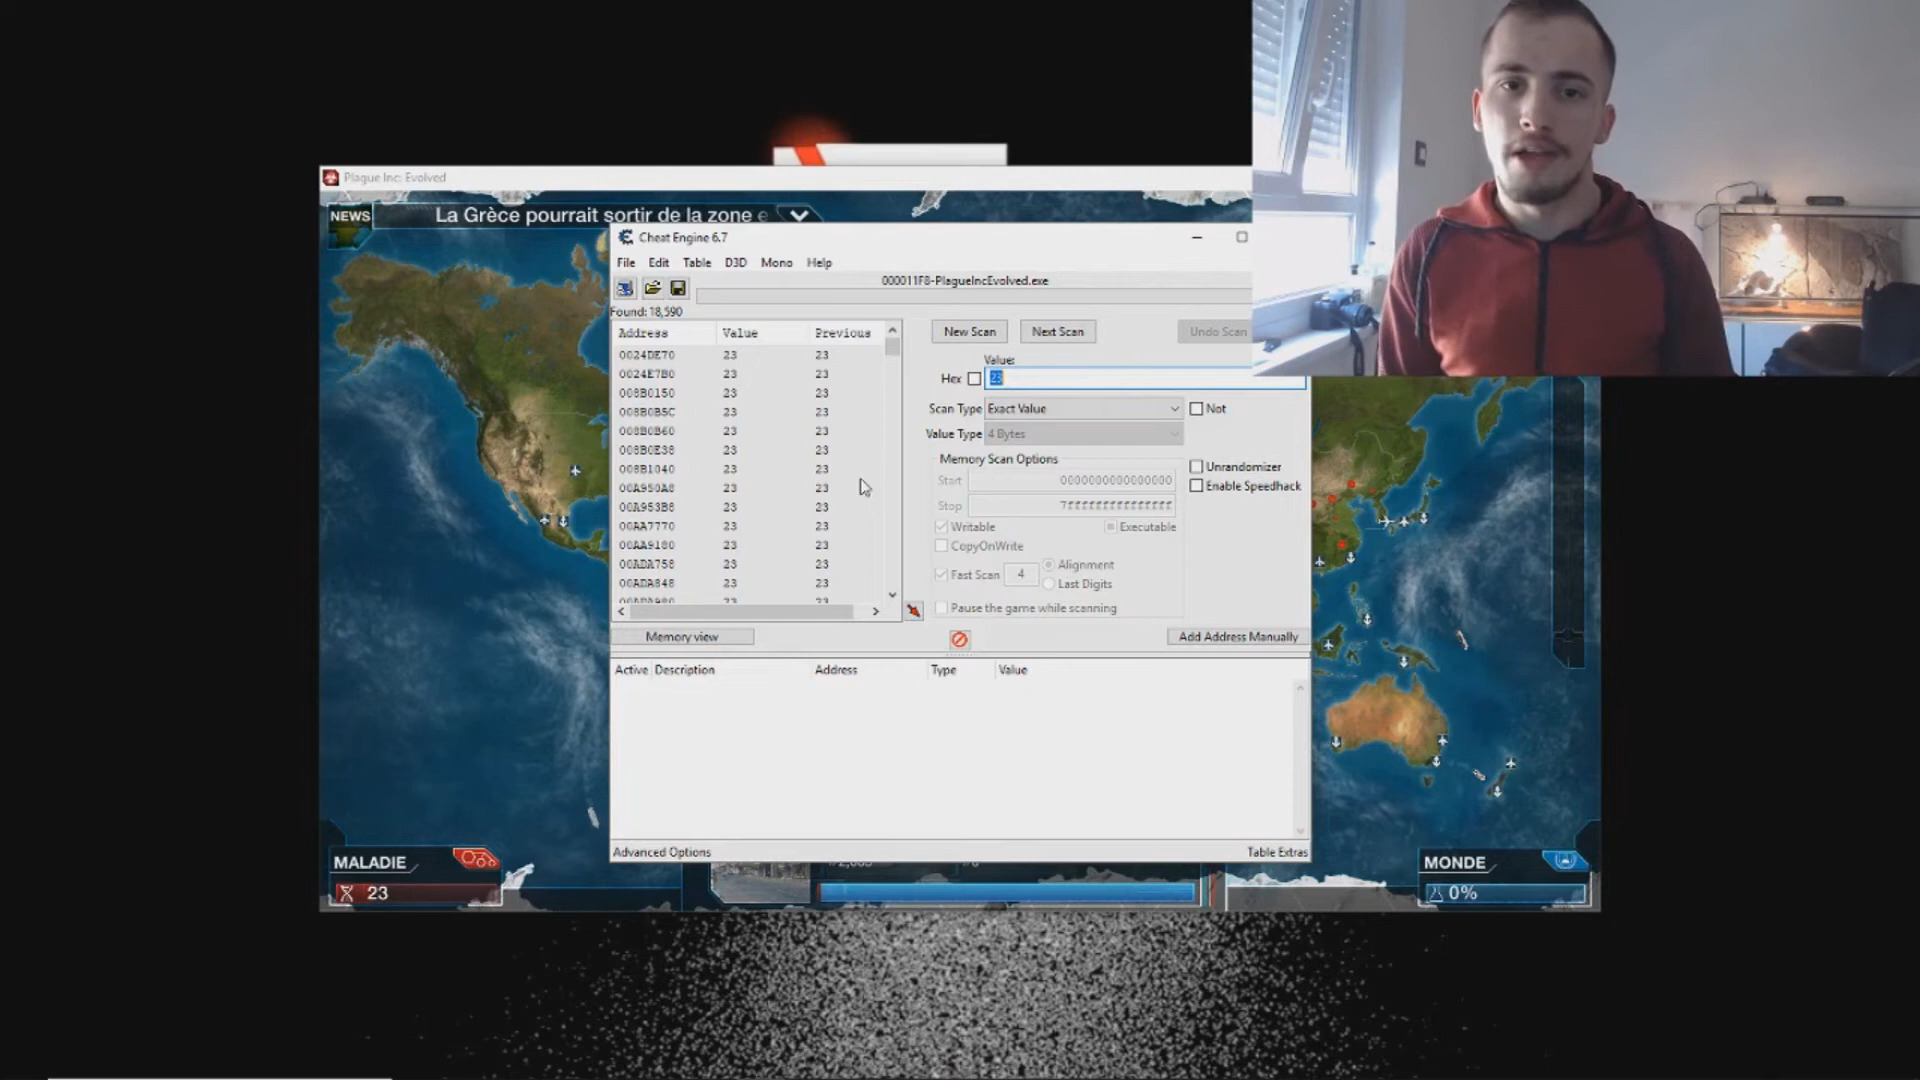 Plague Inc: Evolved
NEWS
La Grèce pourrait sortir de la zone e
Cheat Engine 6.7
File Edit Table D3D Mono Help
000011F8-PlagueIncEvolved.exe
Found: 18,590
Address Value Previous
0024DE70 23 23
0024E7B0 23 23
008B0150 23 23
008B0B5C 23 23
008B0B60 23 23
008B0E38 23 23
008B1040 23 23
00A950A8 23 23
00A953B8 23 23
00AA7770 23 23
00AA9180 23 23
00ADA758 23 23
00ADA848 23 23
00ADA980 23 23
New Scan Next Scan Undo Scan
Value:
Hex 23
Scan Type Exact Value Not
Value Type 4 Bytes
Memory Scan Options
Start 0000000000000000
Stop 7fffffffffffffff
Writable Executable
CopyOnWrite
Fast Scan 4 Alignment
Last Digits
Pause the game while scanning
Unrandomizer
Enable Speedhack
Memory view
Add Address Manually
Active Description Address Type Value
Advanced Options Table Extras
MALADIE
23
MONDE
0%